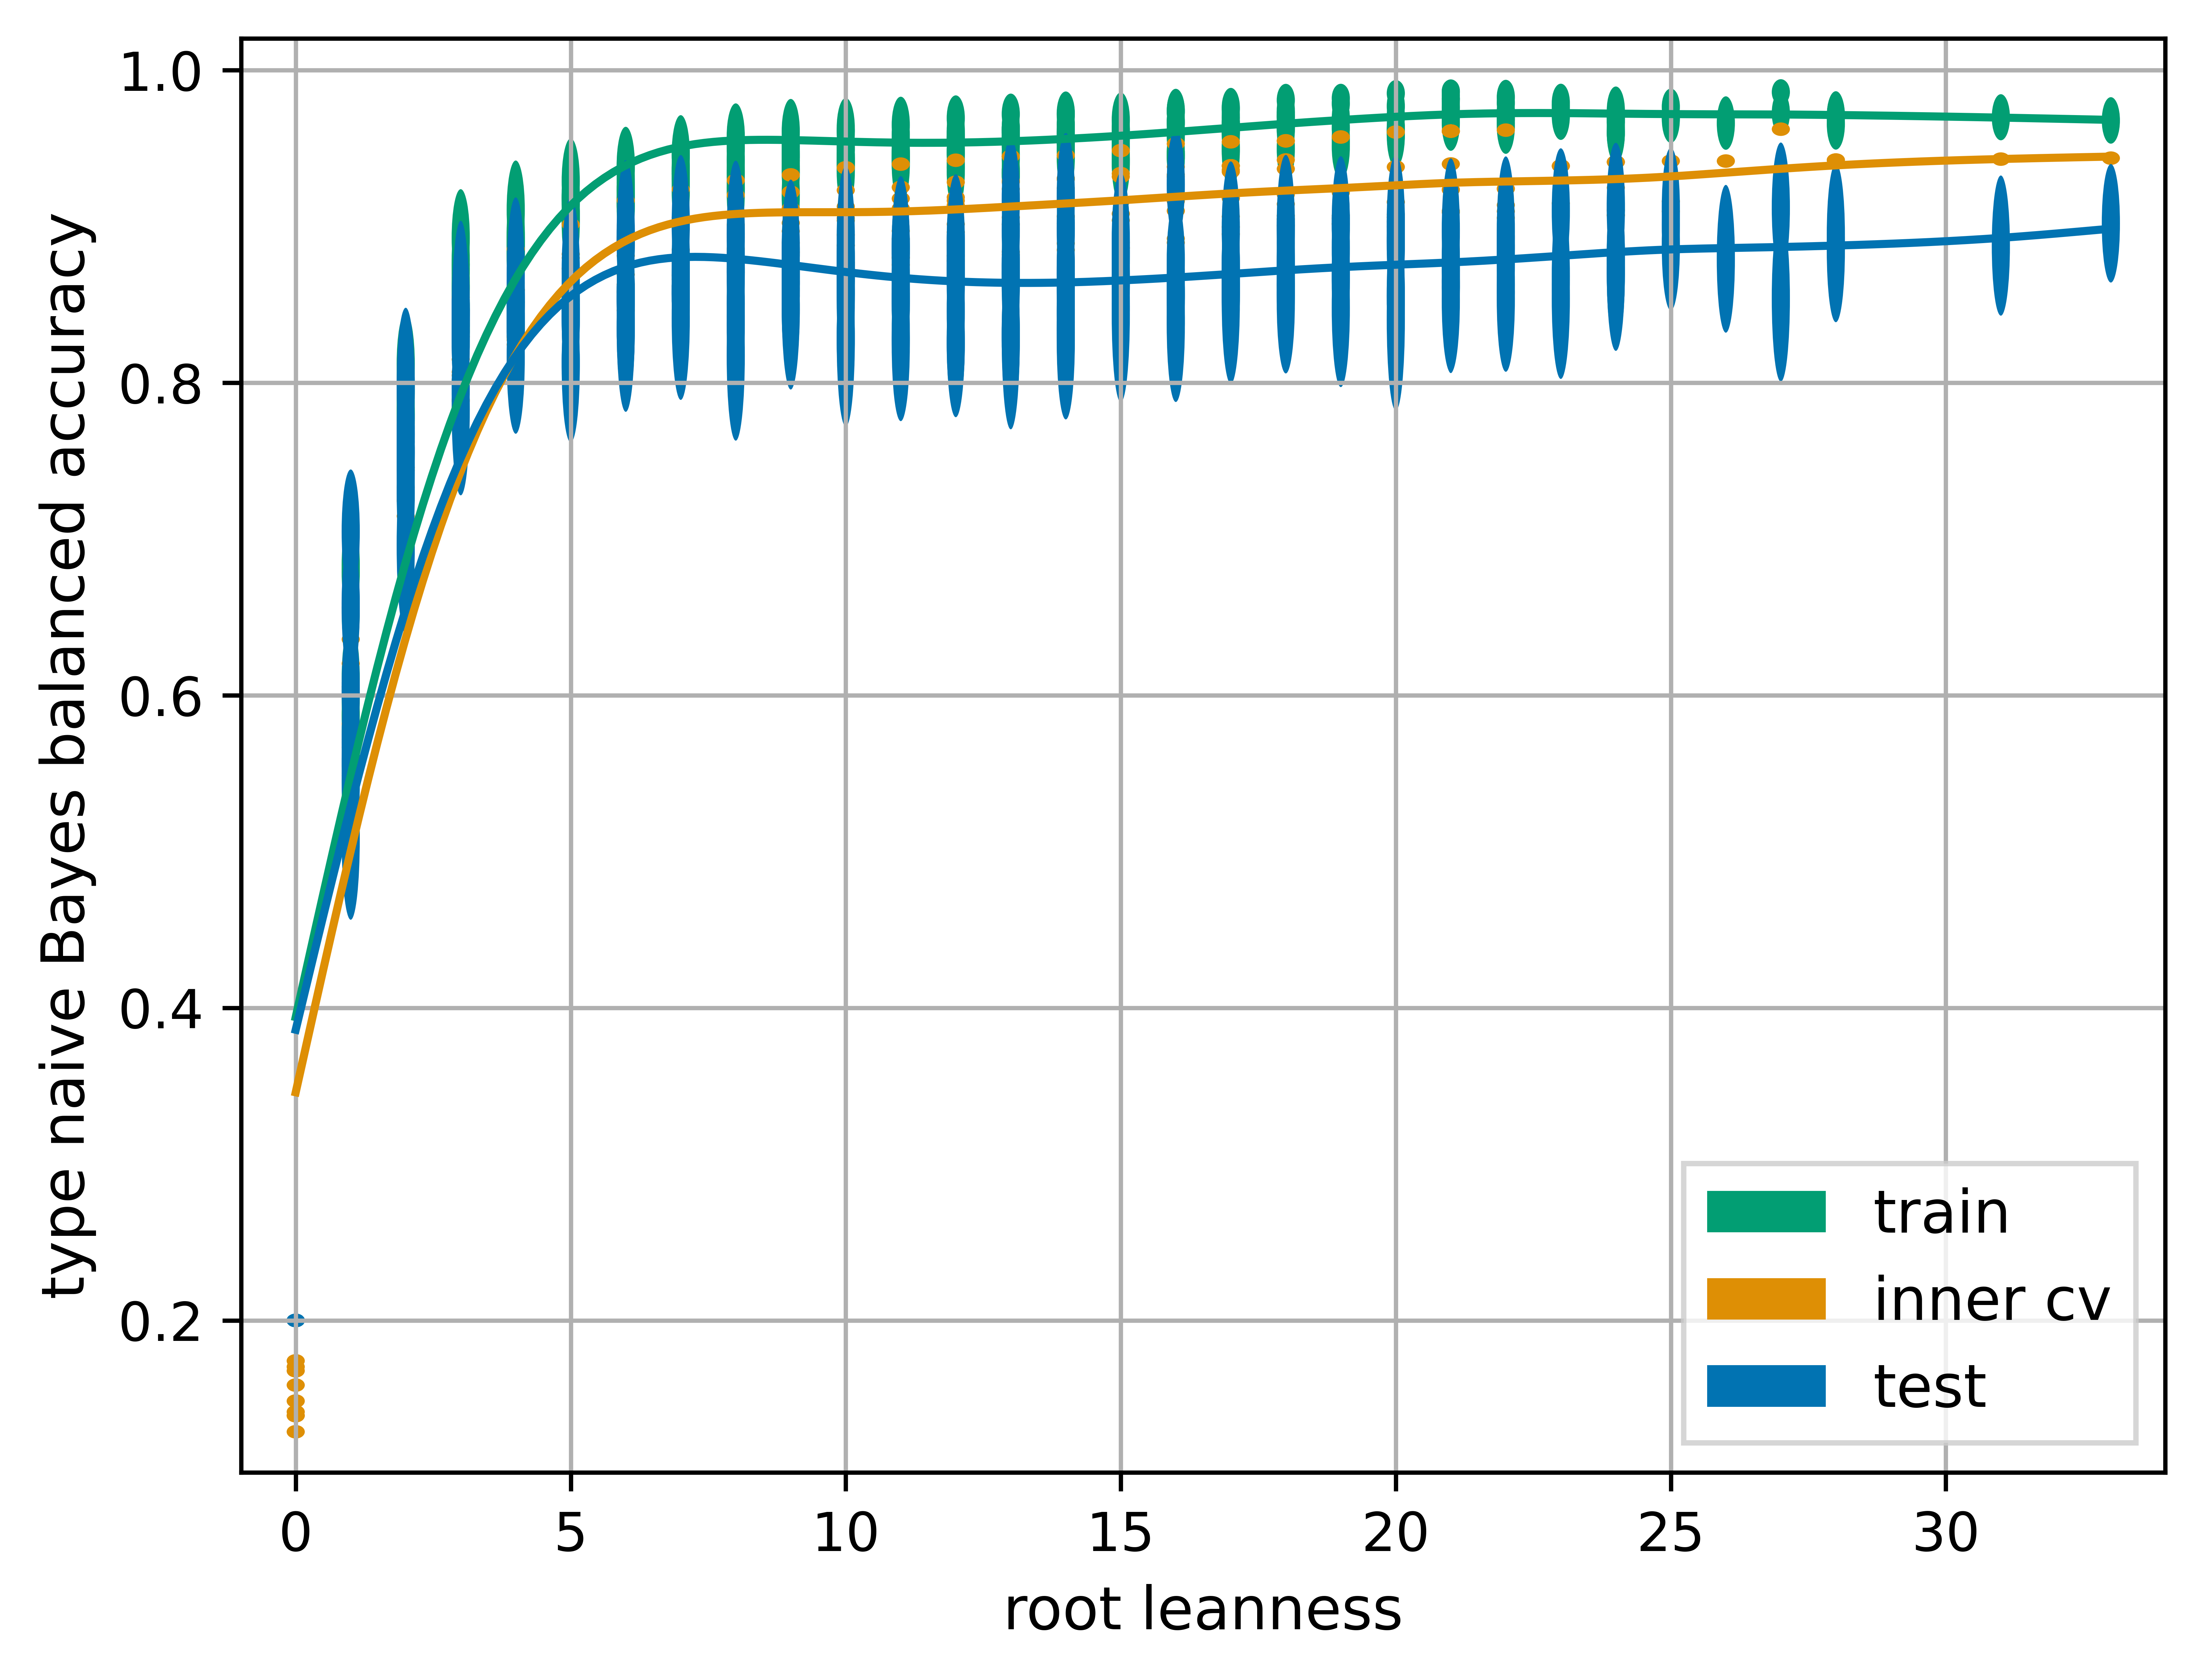 1.0
0.8
0.6
0.4
0.2
type naive Bayes balanced accuracy
train
inner cv
test
0 5 10 15 20 25 30
root leanness